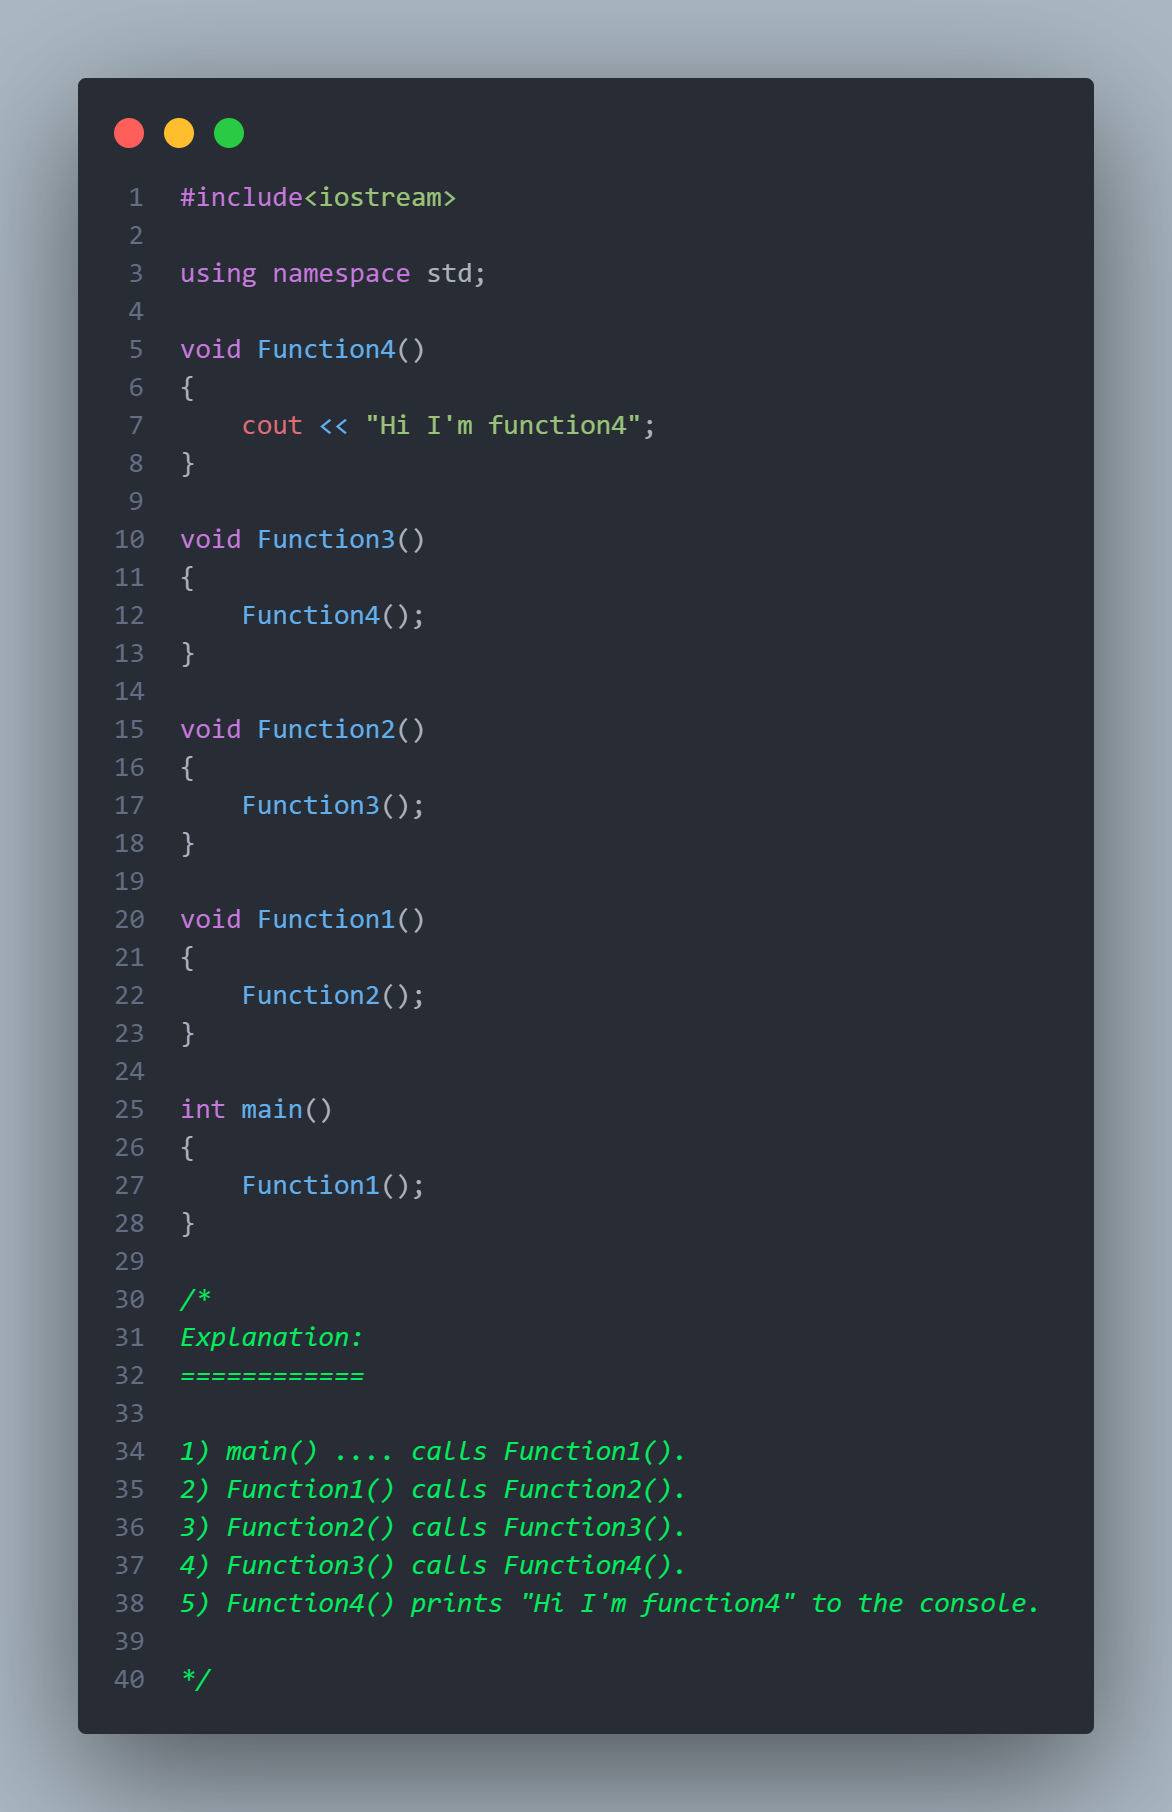 1 #include<iostream>
2
3 using namespace std;
4
5 void Function4()
6 {
7     cout << "Hi I'm function4";
8 }
9
10 void Function3()
11 {
12     Function4();
13 }
14
15 void Function2()
16 {
17     Function3();
18 }
19
20 void Function1()
21 {
22     Function2();
23 }
24
25 int main()
26 {
27     Function1();
28 }
29
30 /*
31 Explanation:
32 ============
33
34 1) main() .... calls Function1().
35 2) Function1() calls Function2().
36 3) Function2() calls Function3().
37 4) Function3() calls Function4().
38 5) Function4() prints "Hi I'm function4" to the console.
39
40 */